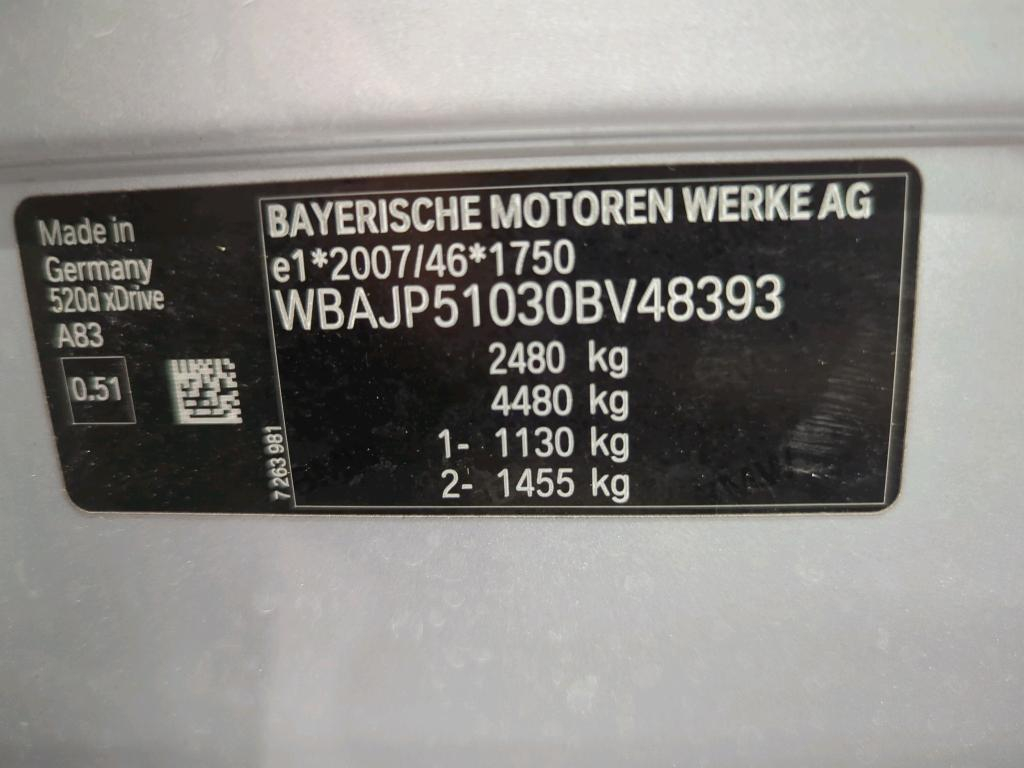 Made in
Germany
520d xDrive
A83
0.51
7 263 981
BAYERISCHE MOTOREN WERKE AG
e1*2007/46*1750
WBAJP51030BV48393
2480 kg
4480 kg
1- 1130 kg
2- 1455 kg